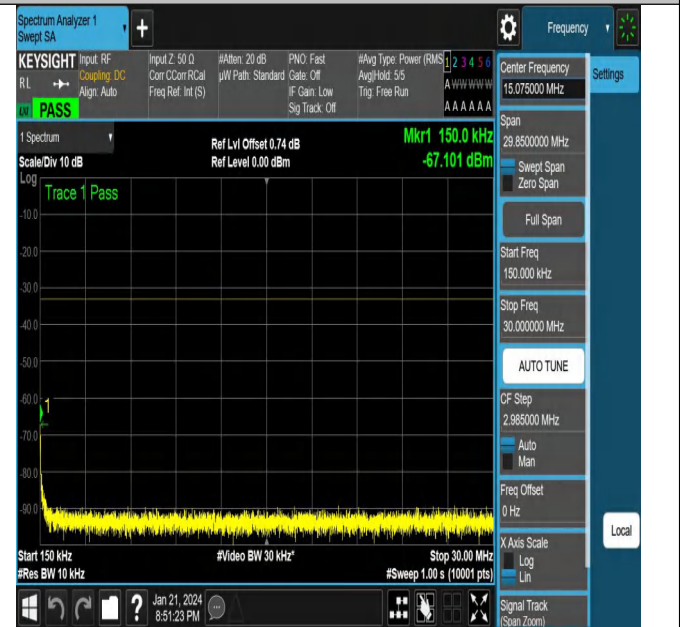 Spectrum Analyzer 1
Swept SA
+
Frequency
KEYSIGHT
RL
PASS
Input: RF
Coupling: DC
Align: Auto
Input Z: 50 Ω
Corr CCorr RCal
Freq Ref: Int (S)
#Atten: 20 dB
µW Path: Standard
PNO: Fast
Gate: Off
IF Gain: Low
Sig Track: Off
#Avg Type: Power (RMS
Avg|Hold: 5/5
Trig: Free Run
1 2 3 4 5 6
A W W W W W
A A A A A A
1 Spectrum
Scale/Div 10 dB
Ref Lvl Offset 0.74 dB
Ref Level 0.00 dBm
Mkr1 150.0 kHz
-67.101 dBm
Log
Trace 1 Pass
-10.0
-20.0
-30.0
-40.0
-50.0
-60.0
1
-70.0
-80.0
-90.0
Start 150 kHz
#Res BW 10 kHz
#Video BW 30 kHz*
Stop 30.00 MHz
#Sweep 1.00 s (10001 pts)
?
Jan 21, 2024
8:51:23 PM
Center Frequency
15.075000 MHz
Span
29.8500000 MHz
Swept Span
Zero Span
Full Span
Start Freq
150.000 kHz
Stop Freq
30.000000 MHz
AUTO TUNE
CF Step
2.985000 MHz
Auto
Man
Freq Offset
0 Hz
X Axis Scale
Log
Lin
Signal Track
(Span Zoom)
Settings
Local